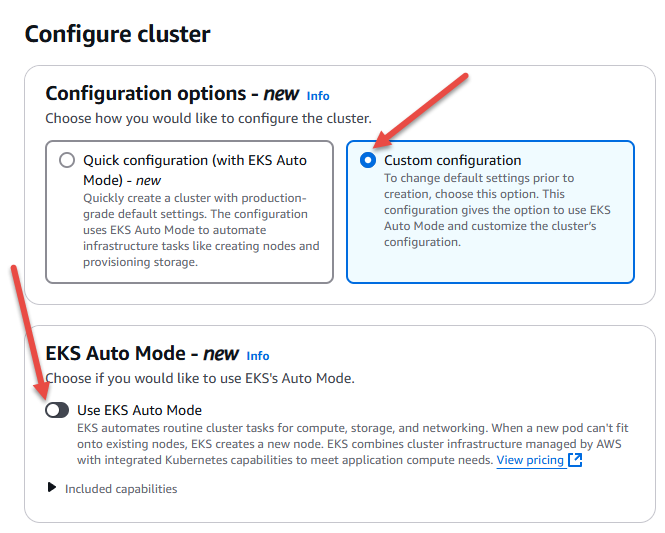 Configure cluster
Configuration options - new Info
Choose how you would like to configure the cluster.
Quick configuration (with EKS Auto
Mode) - new
Quickly create a cluster with production-
grade default settings. The configuration
uses EKS Auto Mode to automate
infrastructure tasks like creating nodes and
provisioning storage.
Custom configuration
To change default settings prior to
creation, choose this option. This
configuration gives the option to use EKS
Auto Mode and customize the cluster's
configuration.
EKS Auto Mode - new Info
Choose if you would like to use EKS's Auto Mode.
Use EKS Auto Mode
EKS automates routine cluster tasks for compute, storage, and networking. When a new pod can't fit
onto existing nodes, EKS creates a new node. EKS combines cluster infrastructure managed by AWS
with integrated Kubernetes capabilities to meet application compute needs. View pricing
Included capabilities